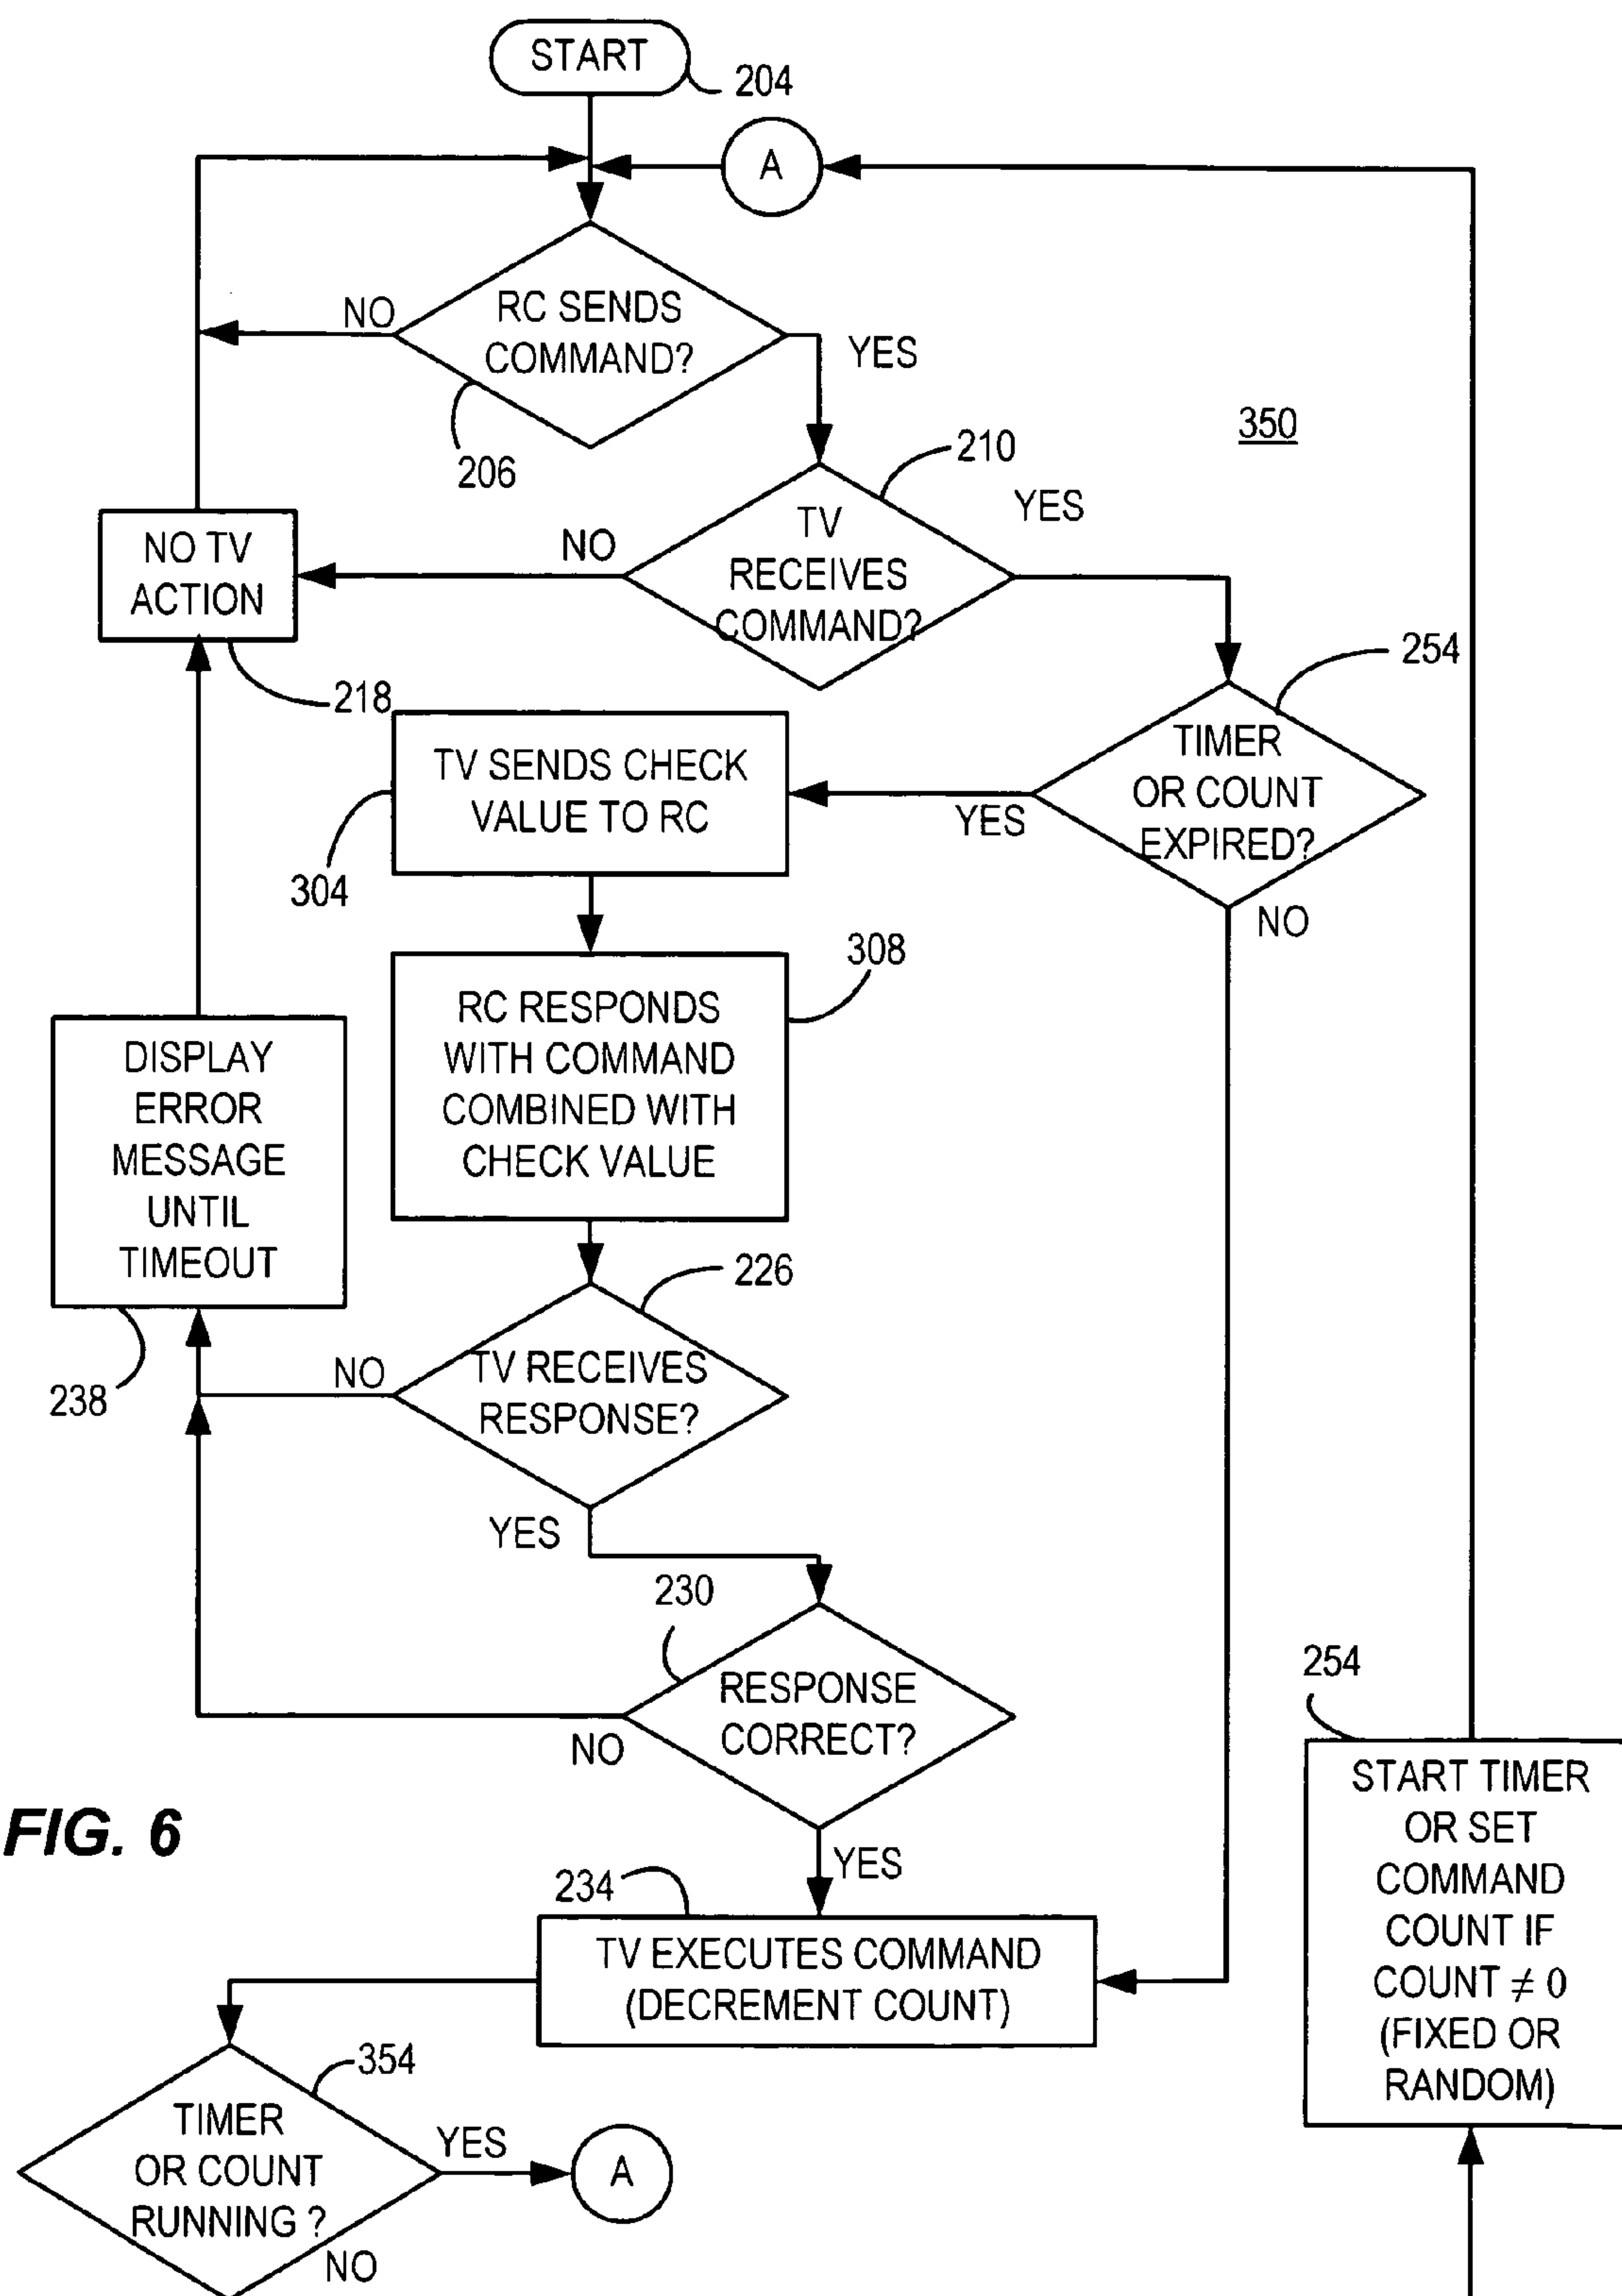 START
204
A
RC SENDS
COMMAND?
NO
YES
206
350
210
TV
RECEIVES
COMMAND?
NO
YES
NO TV
ACTION
218
254
TIMER
OR COUNT
EXPIRED?
YES
NO
TV SENDS CHECK
VALUE TO RC
304
308
RC RESPONDS
WITH COMMAND
COMBINED WITH
CHECK VALUE
DISPLAY
ERROR
MESSAGE
UNTIL
TIMEOUT
238
226
TV RECEIVES
RESPONSE?
NO
YES
230
RESPONSE
CORRECT?
NO
YES
254
START TIMER
OR SET
COMMAND
COUNT IF
COUNT ≠ 0
(FIXED OR
RANDOM)
FIG. 6
234
TV EXECUTES COMMAND
(DECREMENT COUNT)
354
TIMER
OR COUNT
RUNNING ?
YES
A
NO